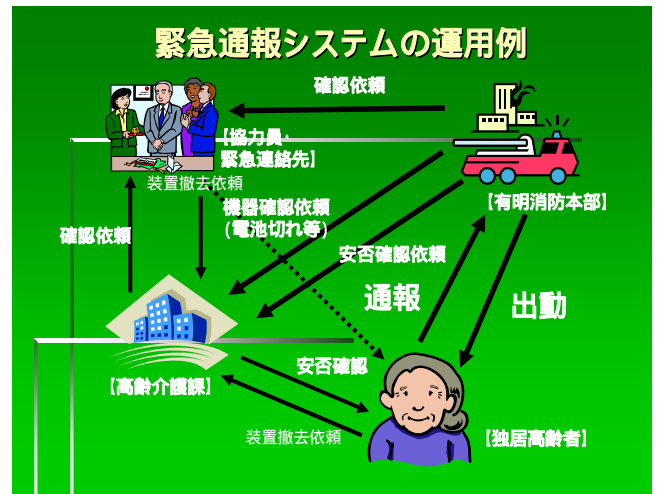 緊急通報システムの運用例
確認依頼
【協力員・
緊急連絡先】
装置撤去依頼
【有明消防本部】
機器確認依頼
(電池切れ等)
確認依頼
安否確認依頼
通報
出動
安否確認
【高齢介護課】
装置撤去依頼
【独居高齢者】